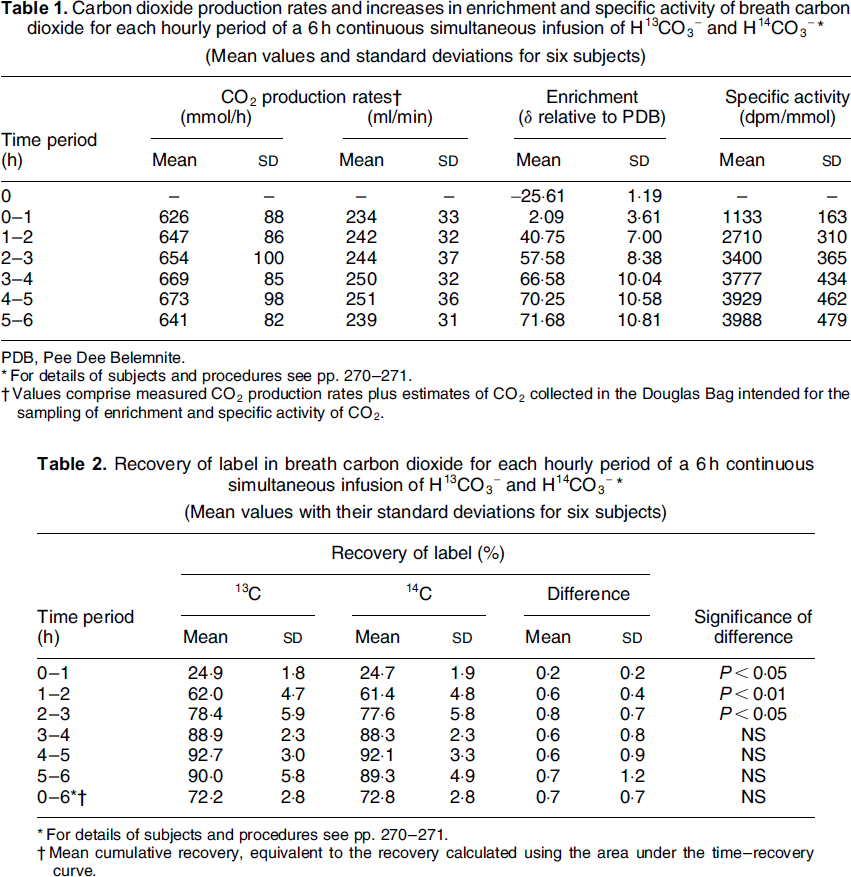 Table 1. Carbon dioxide production rates and increases in enrichment and specific activity of breath carbon
dioxide for each hourly period of a 6 h continuous simultaneous infusion of H¹³CO₃⁻ and H¹⁴CO₃⁻*
(Mean values and standard deviations for six subjects)
CO₂ production rates† Enrichment Specific activity
(mmol/h) (ml/min) (δ relative to PDB) (dpm/mmol)
Time period
(h) Mean SD Mean SD Mean SD Mean SD
0 – – – – –25·61 1·19 – –
0–1 626 88 234 33 2·09 3·61 1133 163
1–2 647 86 242 32 40·75 7·00 2710 310
2–3 654 100 244 37 57·58 8·38 3400 365
3–4 669 85 250 32 66·58 10·04 3777 434
4–5 673 98 251 36 70·25 10·58 3929 462
5–6 641 82 239 31 71·68 10·81 3988 479
PDB, Pee Dee Belemnite.
* For details of subjects and procedures see pp. 270–271.
† Values comprise measured CO₂ production rates plus estimates of CO₂ collected in the Douglas Bag intended for the
sampling of enrichment and specific activity of CO₂.
Table 2. Recovery of label in breath carbon dioxide for each hourly period of a 6 h continuous
simultaneous infusion of H¹³CO₃⁻ and H¹⁴CO₃⁻*
(Mean values with their standard deviations for six subjects)
Recovery of label (%)
¹³C ¹⁴C Difference
Time period Significance of
(h) Mean SD Mean SD Mean SD difference
0–1 24·9 1·8 24·7 1·9 0·2 0·2 P < 0·05
1–2 62·0 4·7 61·4 4·8 0·6 0·4 P < 0·01
2–3 78·4 5·9 77·6 5·8 0·8 0·7 P < 0·05
3–4 88·9 2·3 88·3 2·3 0·6 0·8 NS
4–5 92·7 3·0 92·1 3·3 0·6 0·9 NS
5–6 90·0 5·8 89·3 4·9 0·7 1·2 NS
0–6*† 72·2 2·8 72·8 2·8 0·7 0·7 NS
* For details of subjects and procedures see pp. 270–271.
† Mean cumulative recovery, equivalent to the recovery calculated using the area under the time–recovery
curve.